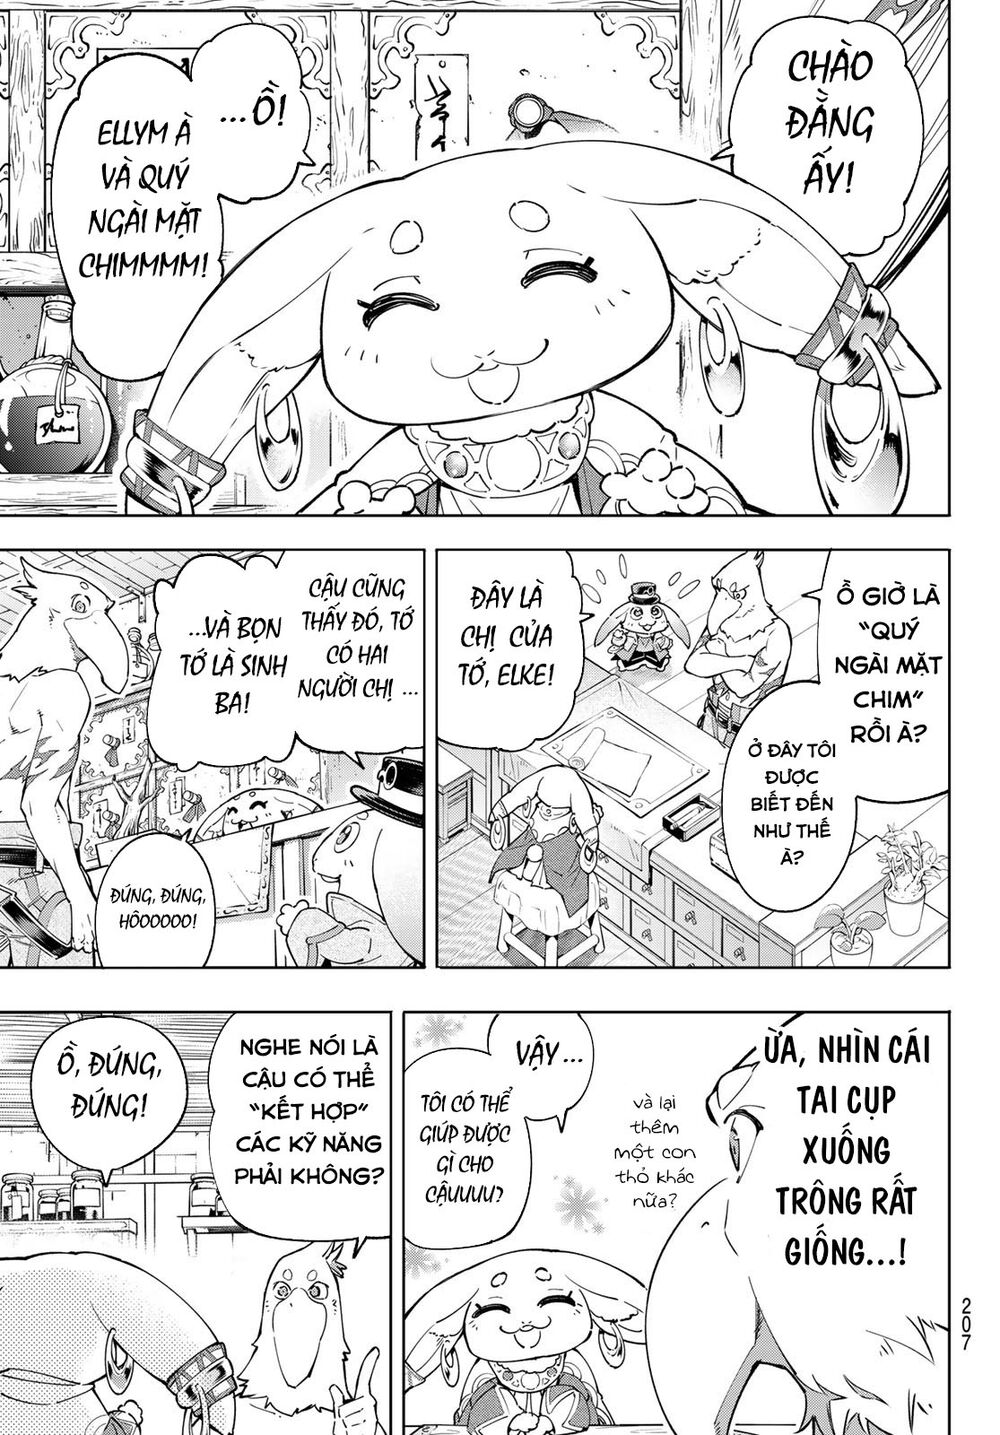 CHÀO
ĐẰNG
ẤY!
...Ồ!
ELLYM À
VÀ QUÝ
NGÀI MẶT
CHIMMMM!
Ồ GIỜ LÀ
“QUÝ
NGÀI MẶT
CHIM”
RỒI À?
Ở ĐÂY TÔI
ĐƯỢC
BIẾT ĐẾN
NHƯ THẾ
À?
ĐÂY LÀ
CHỊ CỦA
TỚ, ELKE!
CẬU CŨNG
THẤY ĐÓ, TỚ
CÓ HAI
NGƯỜI CHỊ ...
...VÀ BỌN
TỚ LÀ SINH
BA!
ĐÚNG, ĐÚNG,
HÔOOOOO!
ỪA, NHÌN CÁI
TAI CỤP
XUỐNG
TRÔNG RẤT
GIỐNG...!
và lại
thêm
một con
thỏ khác
nữa?
VẬY...
TÔI CÓ THỂ
GIÚP ĐƯỢC
GÌ CHO
CẬUUUU?
NGHE NÓI LÀ
CẬU CÓ THỂ
“KẾT HỢP”
CÁC KỸ NĂNG
PHẢI KHÔNG?
Ồ, ĐÚNG,
ĐÚNG!
207